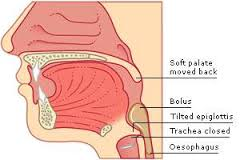 Soft palate
moved back
Bolus
Tilted epiglottis
Trachea closed
Oesophagus